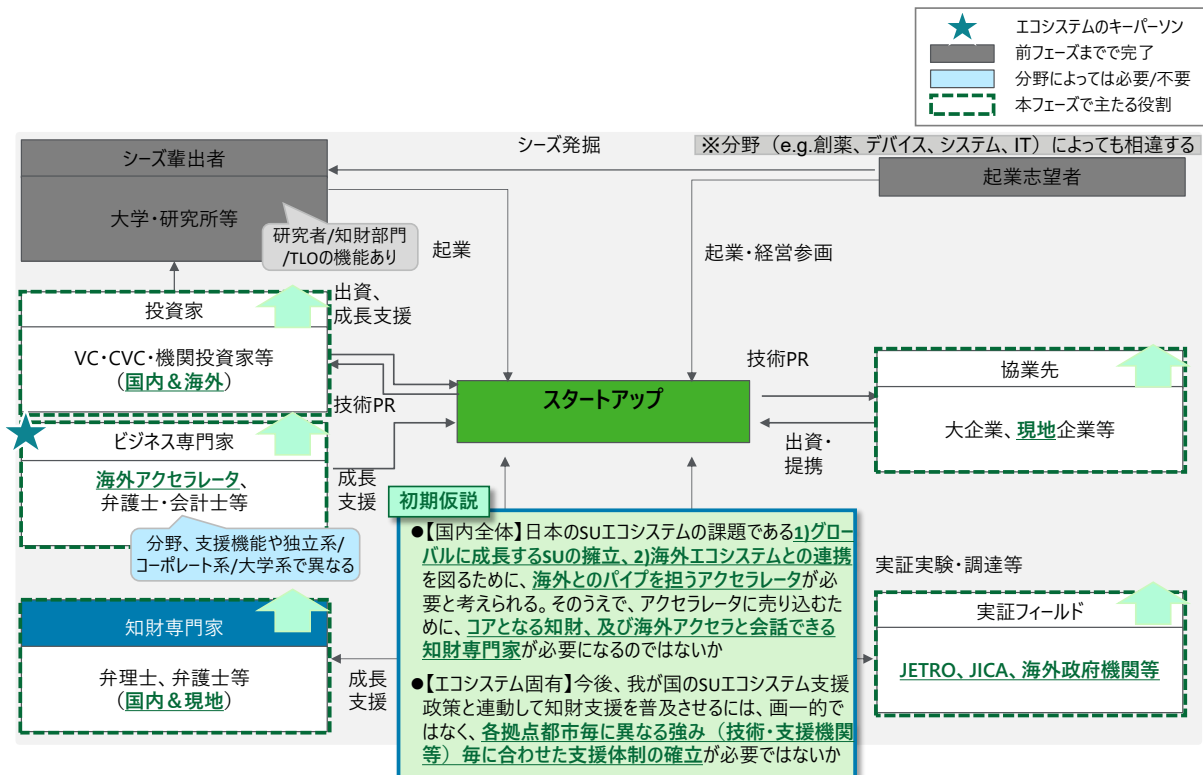 エコシステムのキーパーソン
前フェーズまでで完了
分野によっては必要/不要
本フェーズで主たる役割
シーズ輩出者
大学・研究所等
研究者/知財部門
/TLOの機能あり
シーズ発掘
※分野（e.g.創薬、デバイス、システム、IT）によっても相違する
起業志望者
起業
起業・経営参画
投資家
VC・CVC・機関投資家等
（国内＆海外）
出資、
成長支援
技術PR
スタートアップ
技術PR
出資・
提携
協業先
大企業、現地企業等
ビジネス専門家
海外アクセラレータ、
弁護士・会計士等
成長
支援
分野、支援機能や独立系/
コーポレート系/大学系で異なる
初期仮説
●【国内全体】日本のSUエコシステムの課題である1)グロー
バルに成長するSUの擁立、2)海外エコシステムとの連携
を図るために、海外とのパイプを担うアクセラレータが必
要と考えられる。そのうえで、アクセラレータに売り込むた
めに、コアとなる知財、及び海外アクセラと会話できる
知財専門家が必要になるのではないか
●【エコシステム固有】今後、我が国のSUエコシステム支援
政策と連動して知財支援を普及させるには、画一的で
はなく、各拠点都市毎に異なる強み（技術・支援機関
等）毎に合わせた支援体制の確立が必要ではないか
知財専門家
弁理士、弁護士等
（国内＆現地）
成長
支援
実証実験・調達等
実証フィールド
JETRO、JICA、海外政府機関等